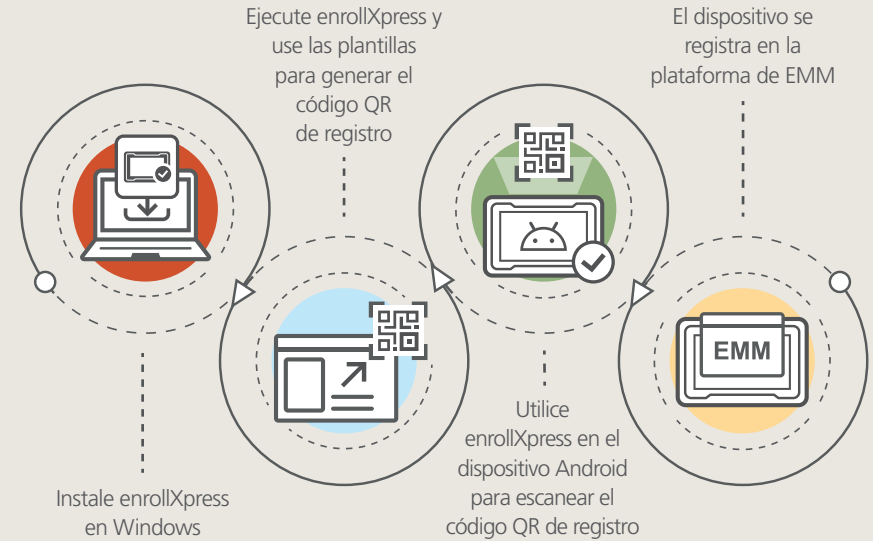 Instale enrollXpress
en Windows
Ejecute enrollXpress y
use las plantillas
para generar el
código QR
de registro
Utilice
enrollXpress en el
dispositivo Android
para escanear el
código QR de registro
El dispositivo se
registra en la
plataforma de EMM
EMM